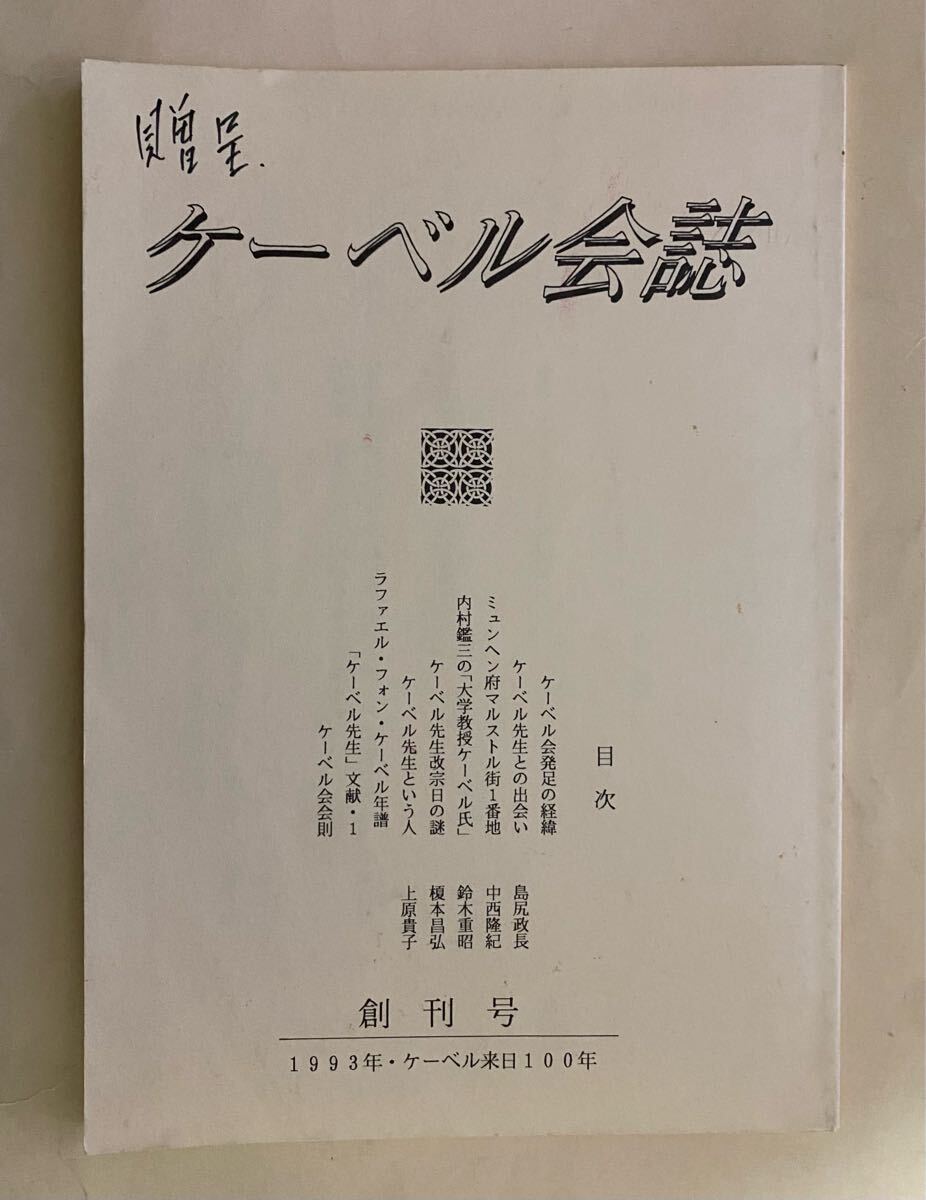 贈呈.
ケーベル会誌
目次
ケーベル会発足の経緯
ケーベル先生との出会い 島尻政長
ミュンヘン府マルストル街1番地 中西隆紀
内村鑑三の「大学教授ケーベル氏」 鈴木重昭
ケーベル先生改宗日の謎 榎本昌弘
ケーベル先生という人 上原貴子
ラファエル・フォン・ケーベル年譜
「ケーベル先生」文献・1
ケーベル会会則
創刊号
1993年・ケーベル来日100年